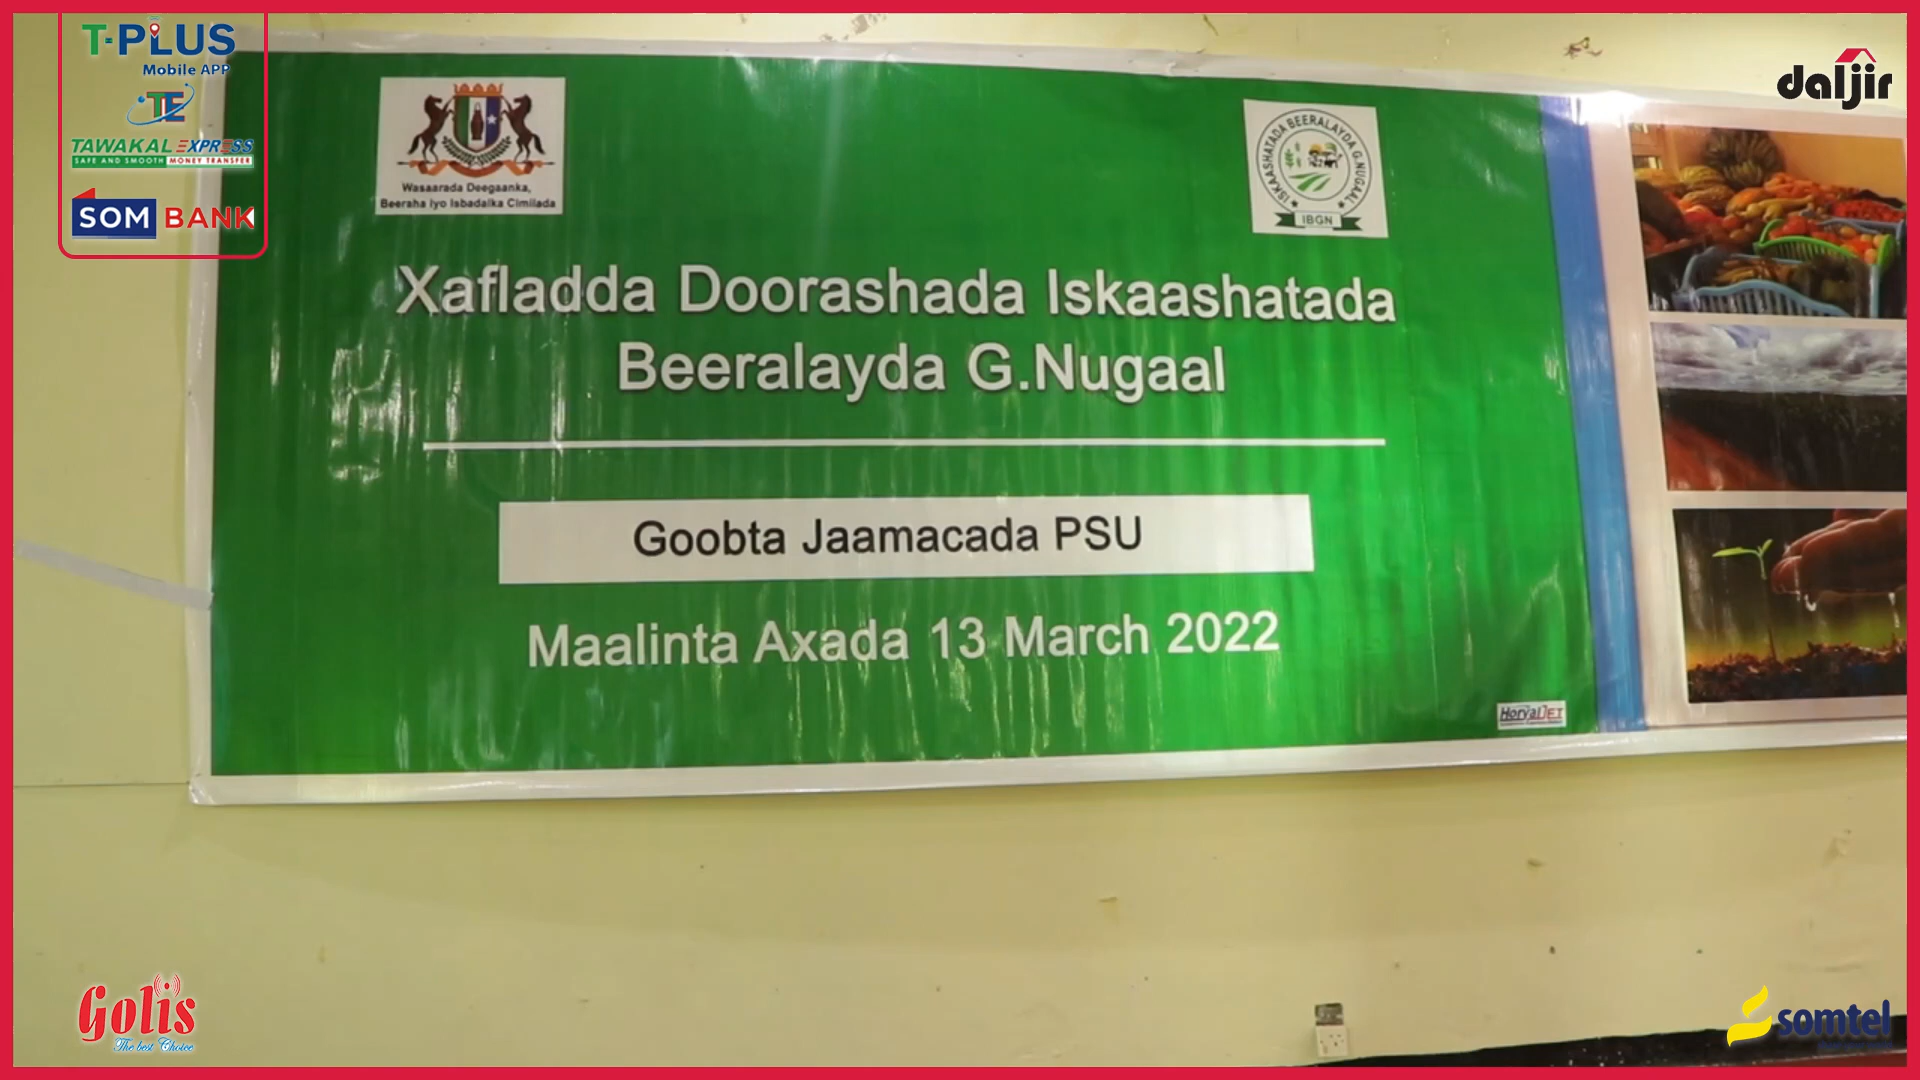 T-PLUS
Mobile APP
TE
TAWAKAL EXPRESS
SAFE AND SMOOTH MONEY TRANSFER
SOM BANK
daljir
Wasaarada Deegaanka,
Beeraha iyo Isbadalka Cimilada
ISKAASHATADA BEERALAYDA G.NUGAAL
IBGN
Xafladda Doorashada Iskaashatada
Beeralayda G.Nugaal
Goobta Jaamacada PSU
Maalinta Axada 13 March 2022
HoryalJET
Golis
The best Choice
somtel